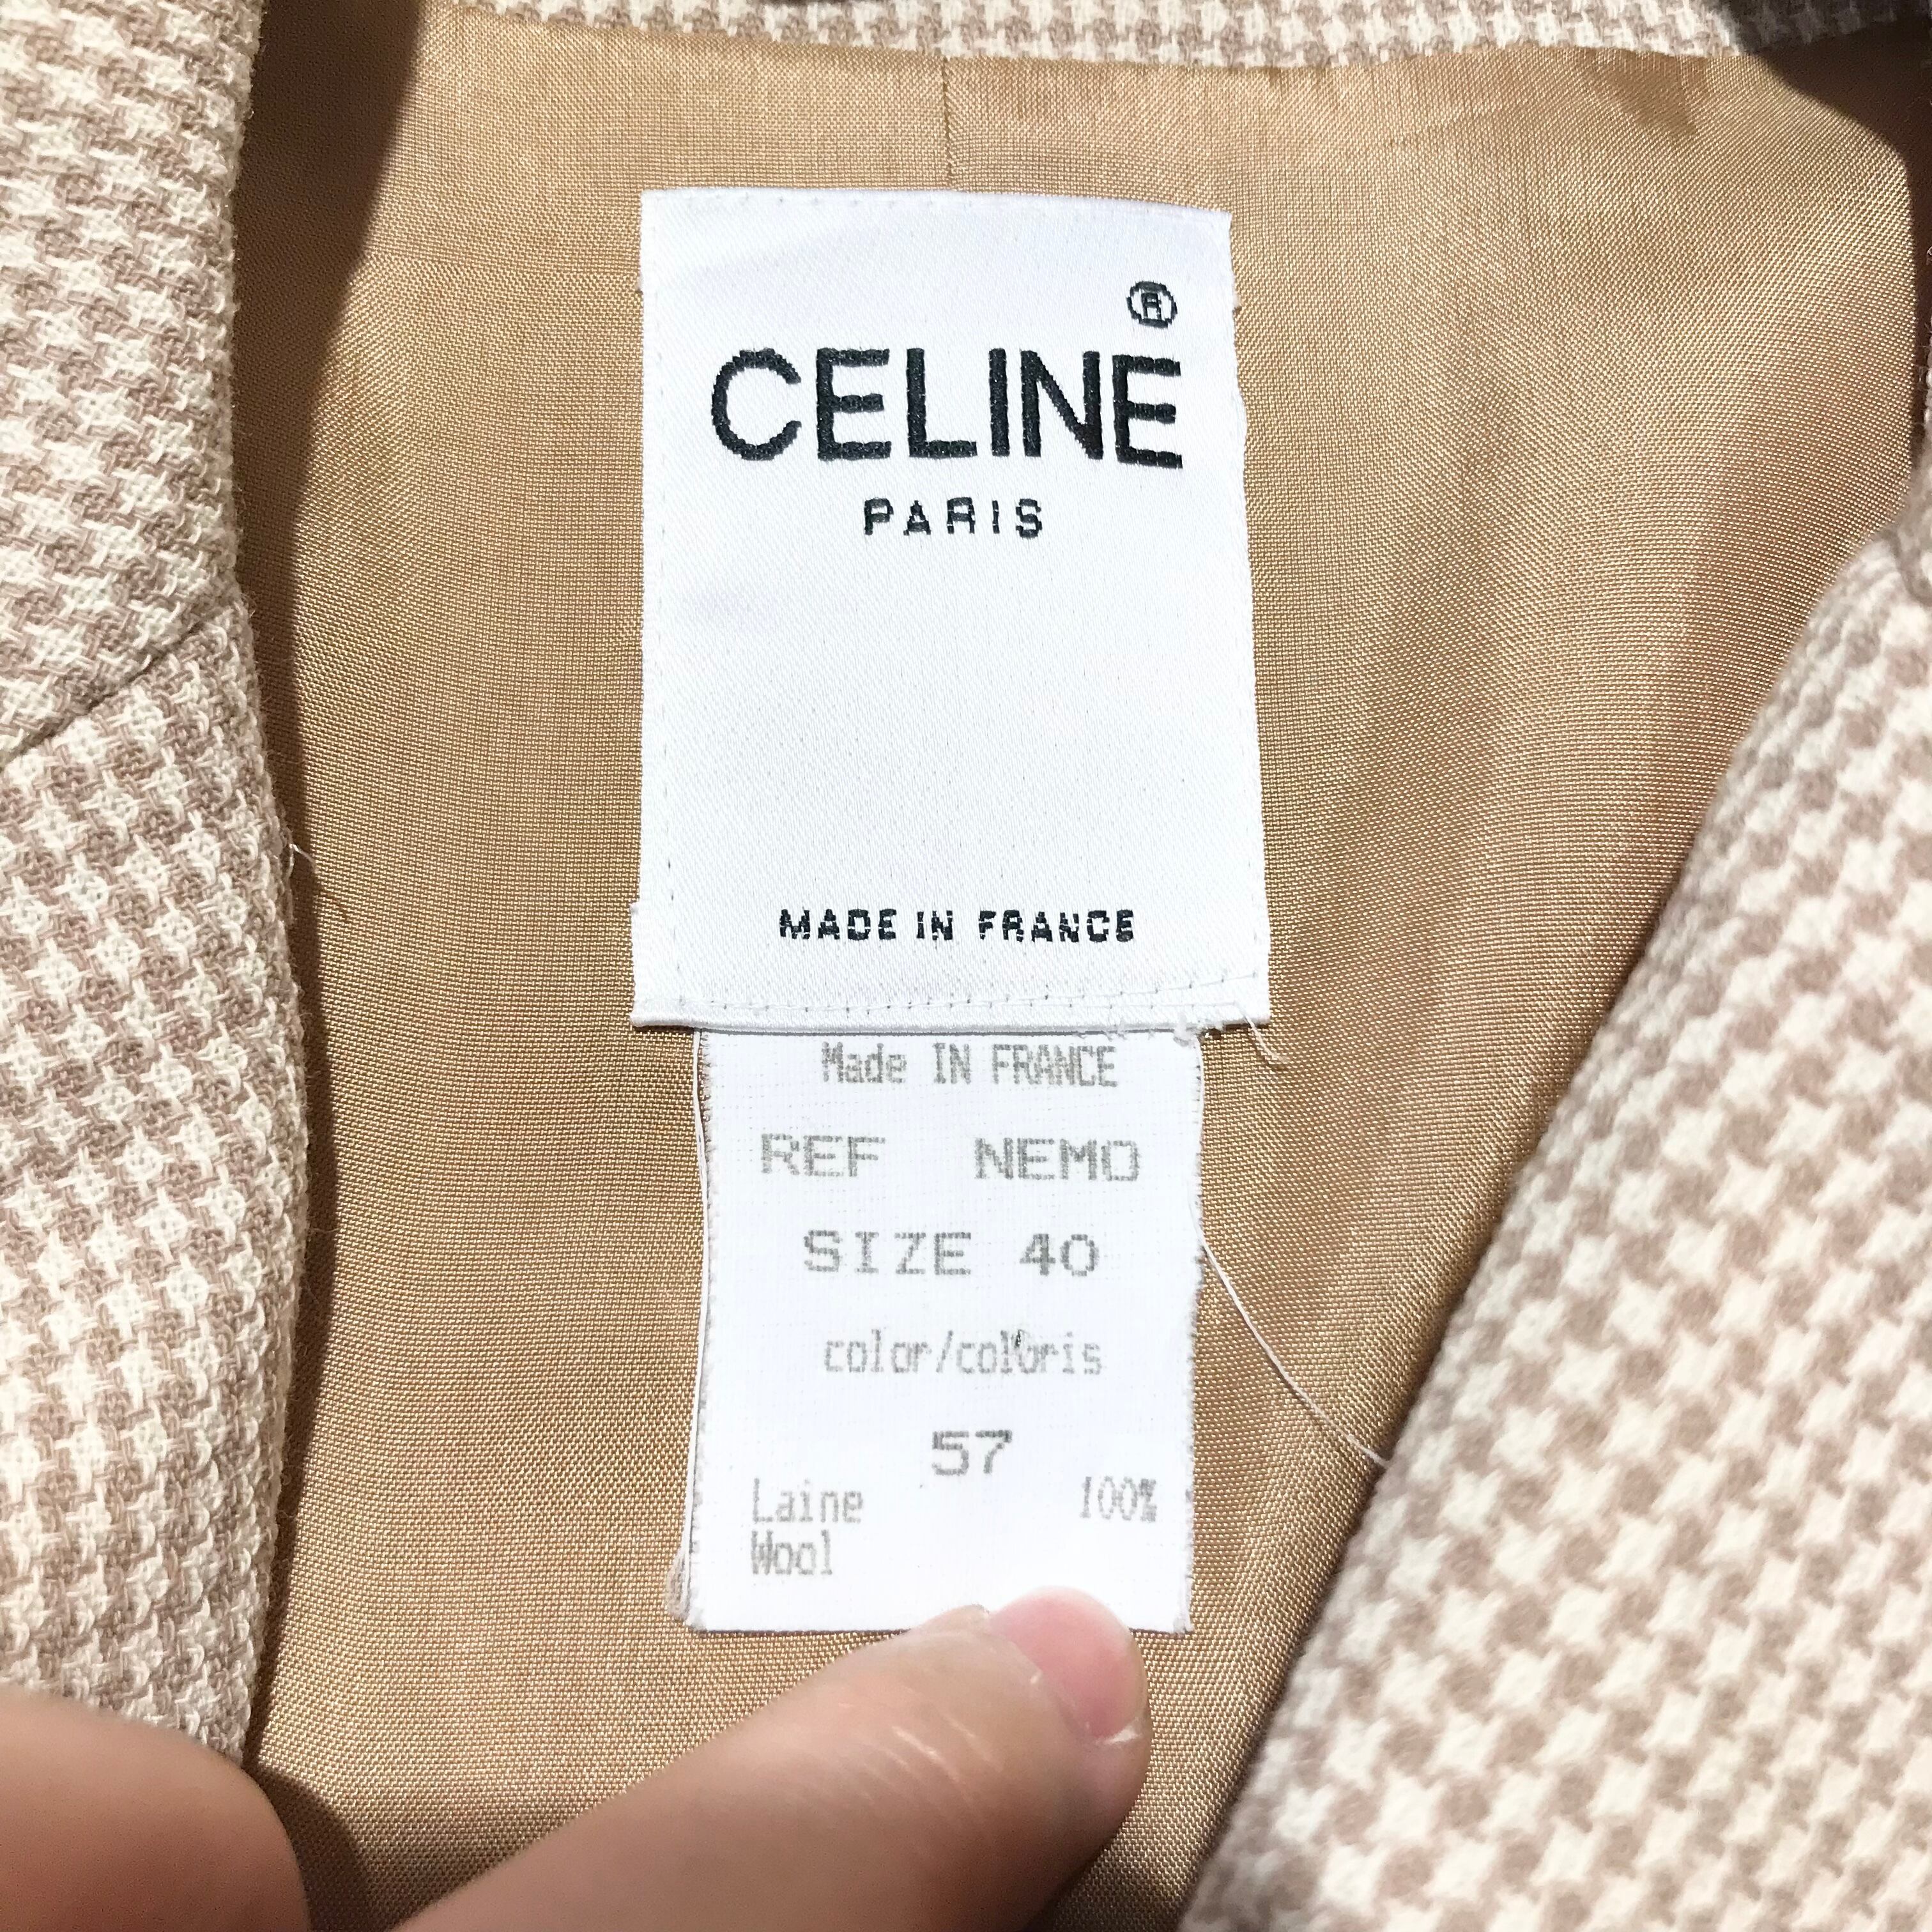 ®
CELINE
PARIS
MADE IN FRANCE
Made IN FRANCE
REF NEMO
SIZE 40
color/coloris
57
Laine 100%
Wool